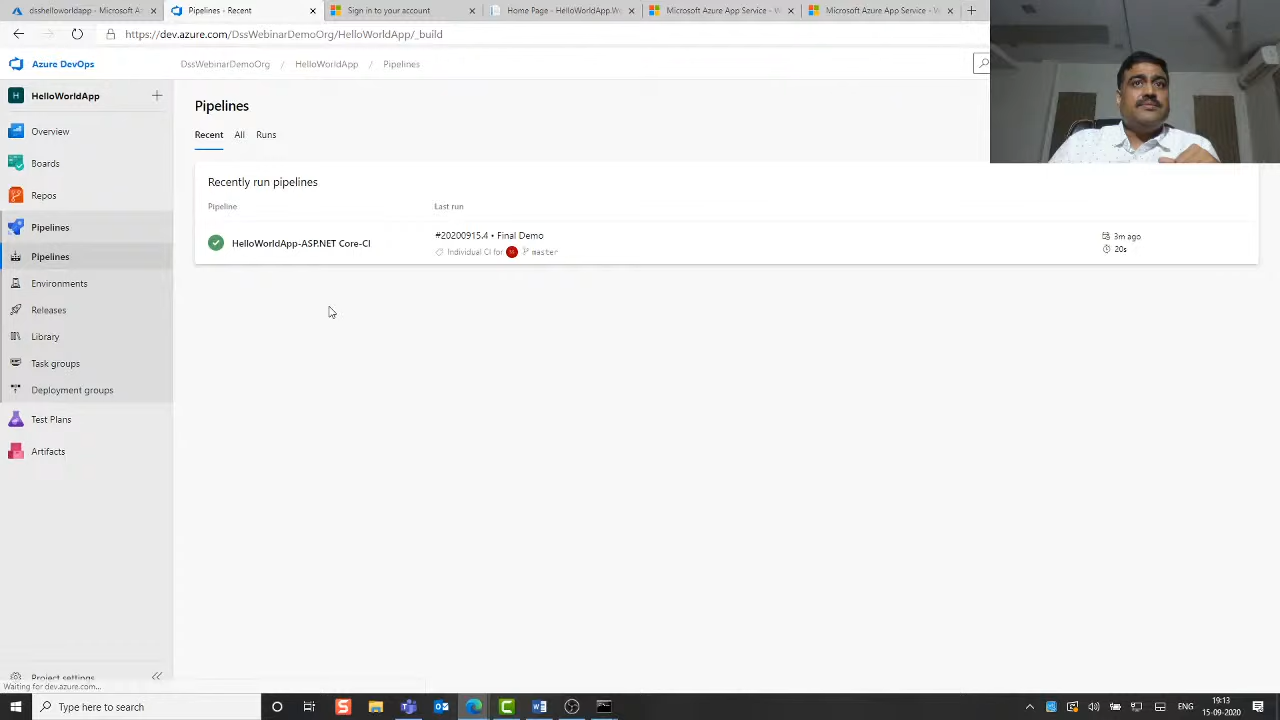 dsshelloworldapp - Microsoft As
Pipelines - Recent
Sign in to your account
Home Page - HelloWorldApp.We
Microsoft Azure App Service - W
Microsoft Azure App Service - W
https://dev.azure.com/DssWebinarDemoOrg/HelloWorldApp/_build
Azure DevOps
DssWebinarDemoOrg / HelloWorldApp / Pipelines
H HelloWorldApp
Overview
Boards
Repos
Pipelines
Pipelines
Environments
Releases
Library
Task groups
Deployment groups
Test Plans
Artifacts
Project settings
Pipelines
Recent All Runs
Recently run pipelines
Pipeline Last run
HelloWorldApp-ASP.NET Core-CI
#20200915.4 • Final Demo
Individual CI for master
3m ago
20s
Waiting for dev.azure.com...
Type here to search
ENG
19:13
15-09-2020